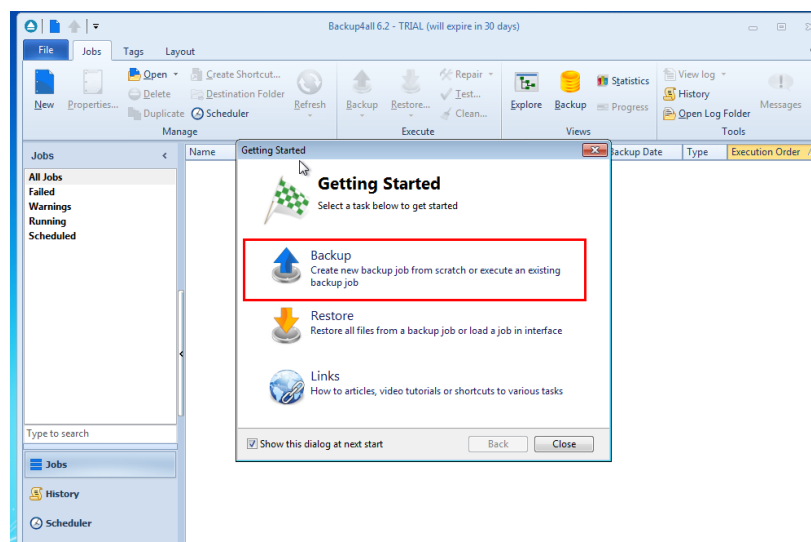 Backup4all 6.2 - TRIAL (will expire in 30 days)
File Jobs Tags Layout
New
Properties...
Open
Delete
Duplicate
Create Shortcut...
Destination Folder
Scheduler
Refresh
Manage
Backup
Restore...
Repair
Test...
Clean...
Execute
Explore
Backup
Statistics
Progress
Views
View log
History
Open Log Folder
Messages
Tools
Jobs
All Jobs
Failed
Warnings
Running
Scheduled
Type to search
Jobs
History
Scheduler
Name Backup Date Type Execution Order
Getting Started
Getting Started
Select a task below to get started
Backup
Create new backup job from scratch or execute an existing
backup job
Restore
Restore all files from a backup job or load a job in interface
Links
How to articles, video tutorials or shortcuts to various tasks
Show this dialog at next start
Back Close